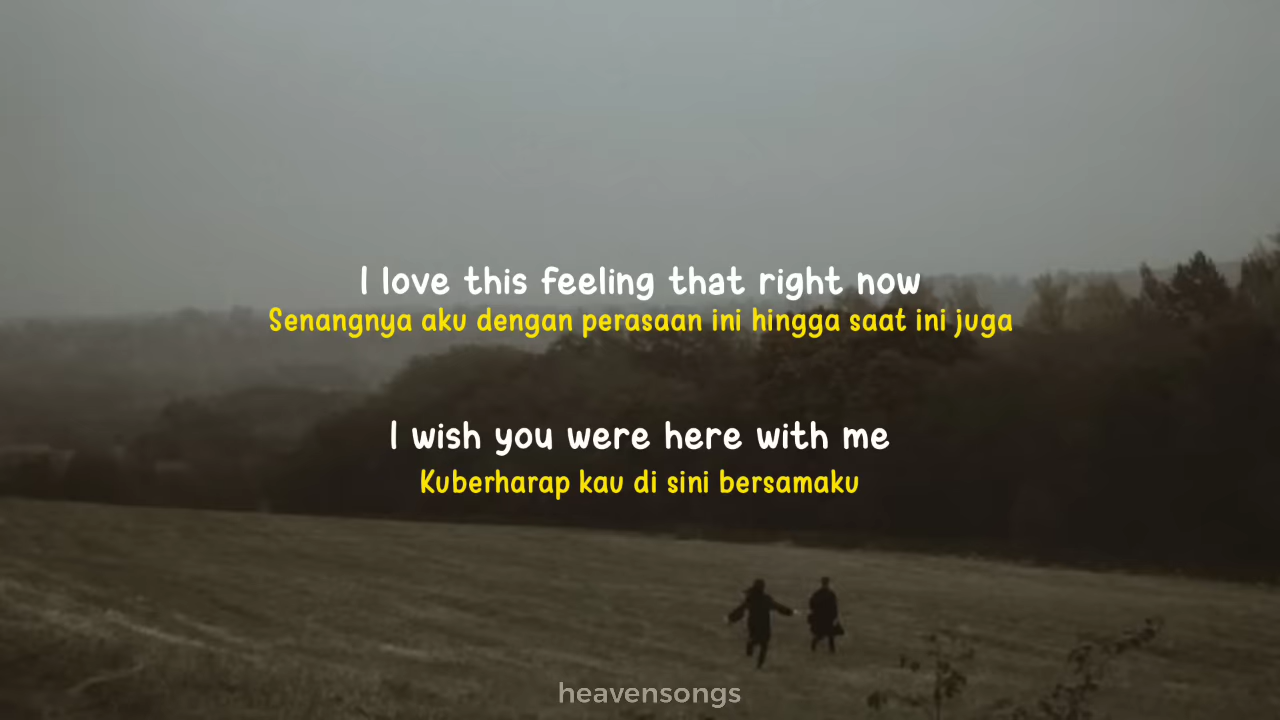 I love this feeling that right now
Senangnya aku dengan perasaan ini hingga saat ini juga
I wish you were here with me
Kuberharap kau di sini bersamaku
heavensongs